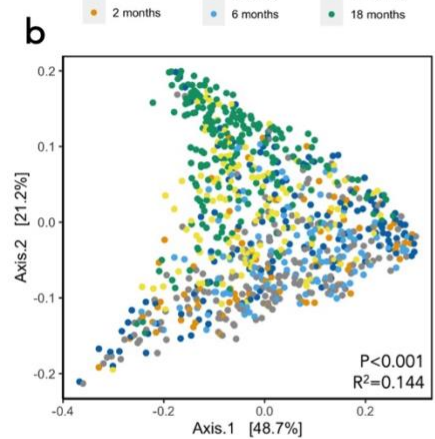 2 months 6 months 18 months
b
0.2
0.1
0.0
-0.1
-0.2
Axis.2 [21.2%]
P<0.001
R²=0.144
-0.4 -0.2 0.0 0.2
Axis.1 [48.7%]